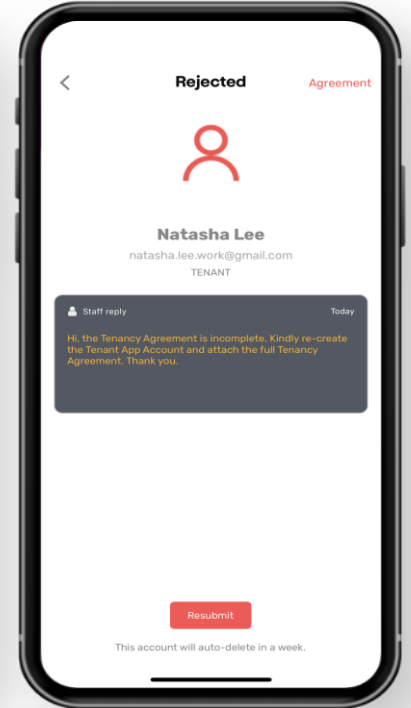 Rejected
Agreement
Natasha Lee
natasha.lee.work@gmail.com
TENANT
Staff reply
Today
Hi, the Tenancy Agreement is incomplete. Kindly re-create
the Tenant App Account and attach the full Tenancy
Agreement. Thank you.
Resubmit
This account will auto-delete in a week.